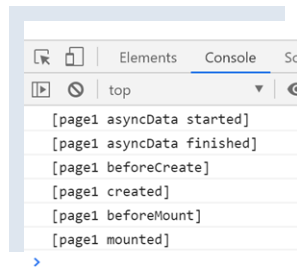 Elements Console
top
[page1 asyncData started]
[page1 asyncData finished]
[page1 beforeCreate]
[page1 created]
[page1 beforeMount]
[page1 mounted]